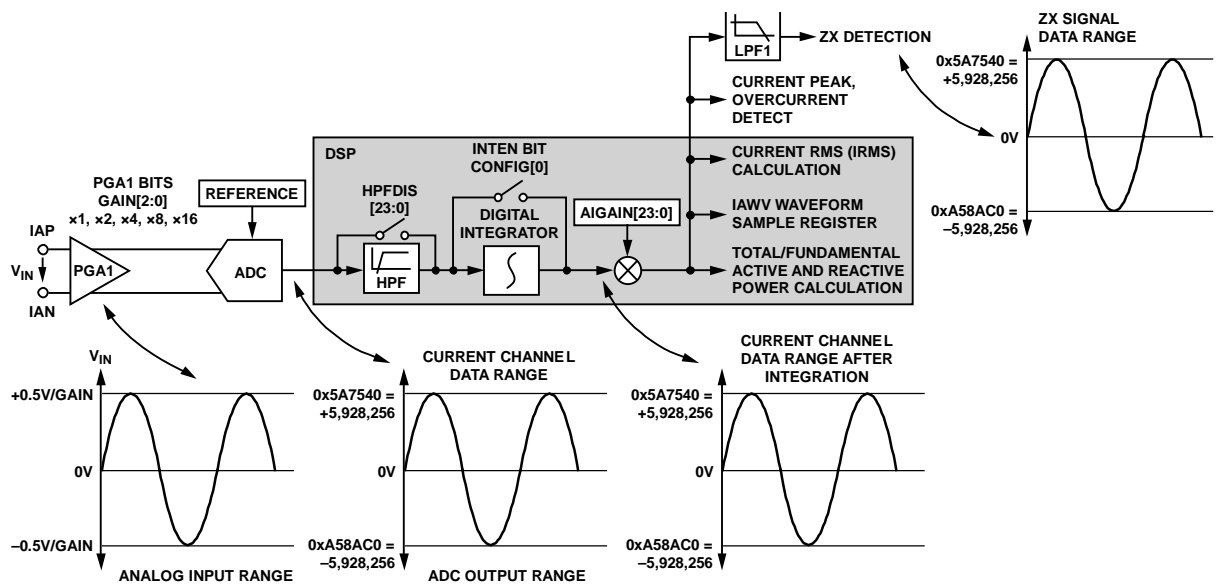 LPF1
ZX DETECTION
ZX SIGNAL
DATA RANGE
0x5A7540 =
+5,928,256
0V
0xA58AC0 =
–5,928,256
CURRENT PEAK,
OVERCURRENT
DETECT
DSP
INTEN BIT
CONFIG[0]
CURRENT RMS (IRMS)
CALCULATION
PGA1 BITS
GAIN[2:0]
×1, ×2, ×4, ×8, ×16
REFERENCE
HPFDIS
[23:0]
DIGITAL
INTEGRATOR
AIGAIN[23:0]
IAWV WAVEFORM
SAMPLE REGISTER
IAP
VIN
IAN
PGA1
ADC
HPF
TOTAL/FUNDAMENTAL
ACTIVE AND REACTIVE
POWER CALCULATION
VIN
+0.5V/GAIN
0V
–0.5V/GAIN
ANALOG INPUT RANGE
CURRENT CHANNEL
DATA RANGE
0x5A7540 =
+5,928,256
0V
0xA58AC0 =
–5,928,256
ADC OUTPUT RANGE
CURRENT CHANNEL
DATA RANGE AFTER
INTEGRATION
0x5A7540 =
+5,928,256
0V
0xA58AC0 =
–5,928,256